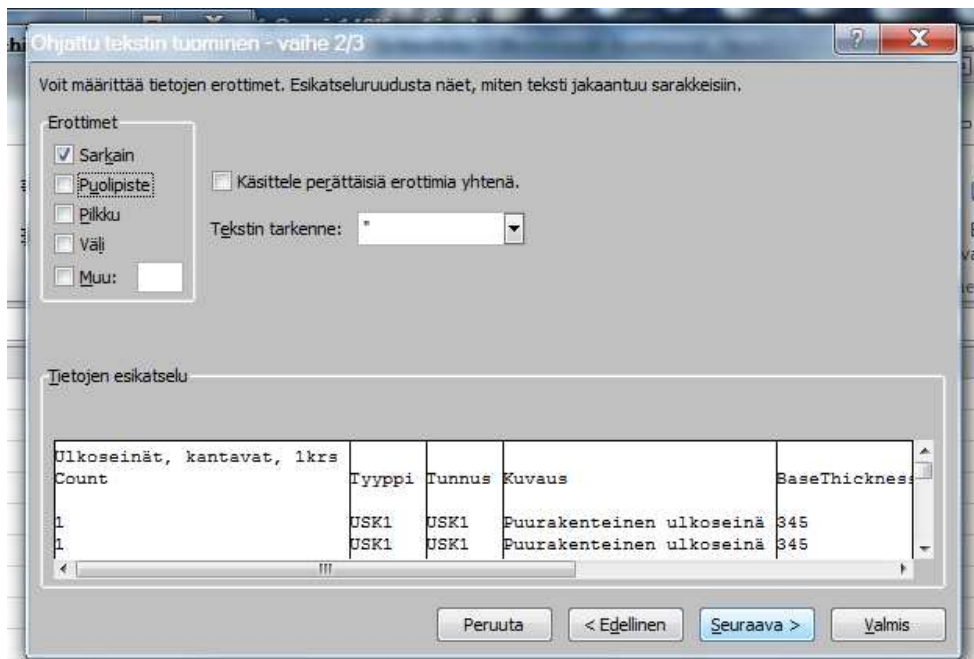 Ohjattu tekstin tuominen - vaihe 2/3
Voit määrittää tietojen erottimet. Esikatseluruudusta näet, miten teksti jakaantuu sarakkeisiin.
Erottimet
Sarkain
Puolipiste
Pilkku
Väli
Muu:
Käsittele perättäisiä erottimia yhtenä.
Tekstin tarkenne: "
Tietojen esikatselu
Ulkoseinät, kantavat, 1krs
Count Tyyppi Tunnus Kuvaus BaseThickness
1 USK1 USK1 Puurakenteinen ulkoseinä 345
1 USK1 USK1 Puurakenteinen ulkoseinä 345
Peruuta < Edellinen Seuraava > Valmis